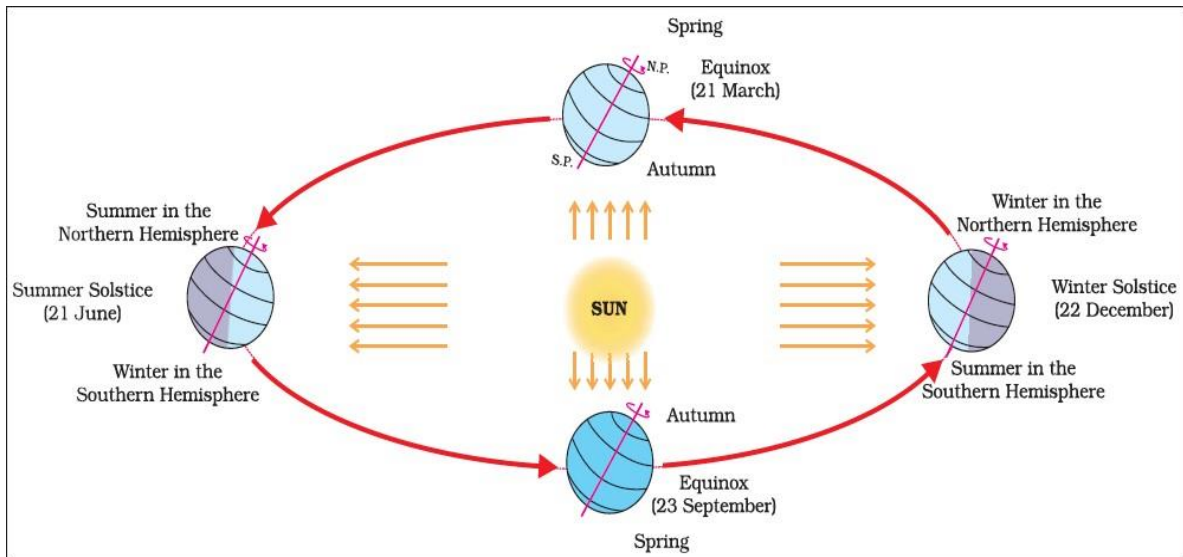 Spring
N.P.
Equinox
(21 March)
S.P.
Autumn
Summer in the
Northern Hemisphere
Winter in the
Northern Hemisphere
Summer Solstice
(21 June)
SUN
Winter Solstice
(22 December)
Winter in the
Southern Hemisphere
Summer in the
Southern Hemisphere
Autumn
Equinox
(23 September)
Spring